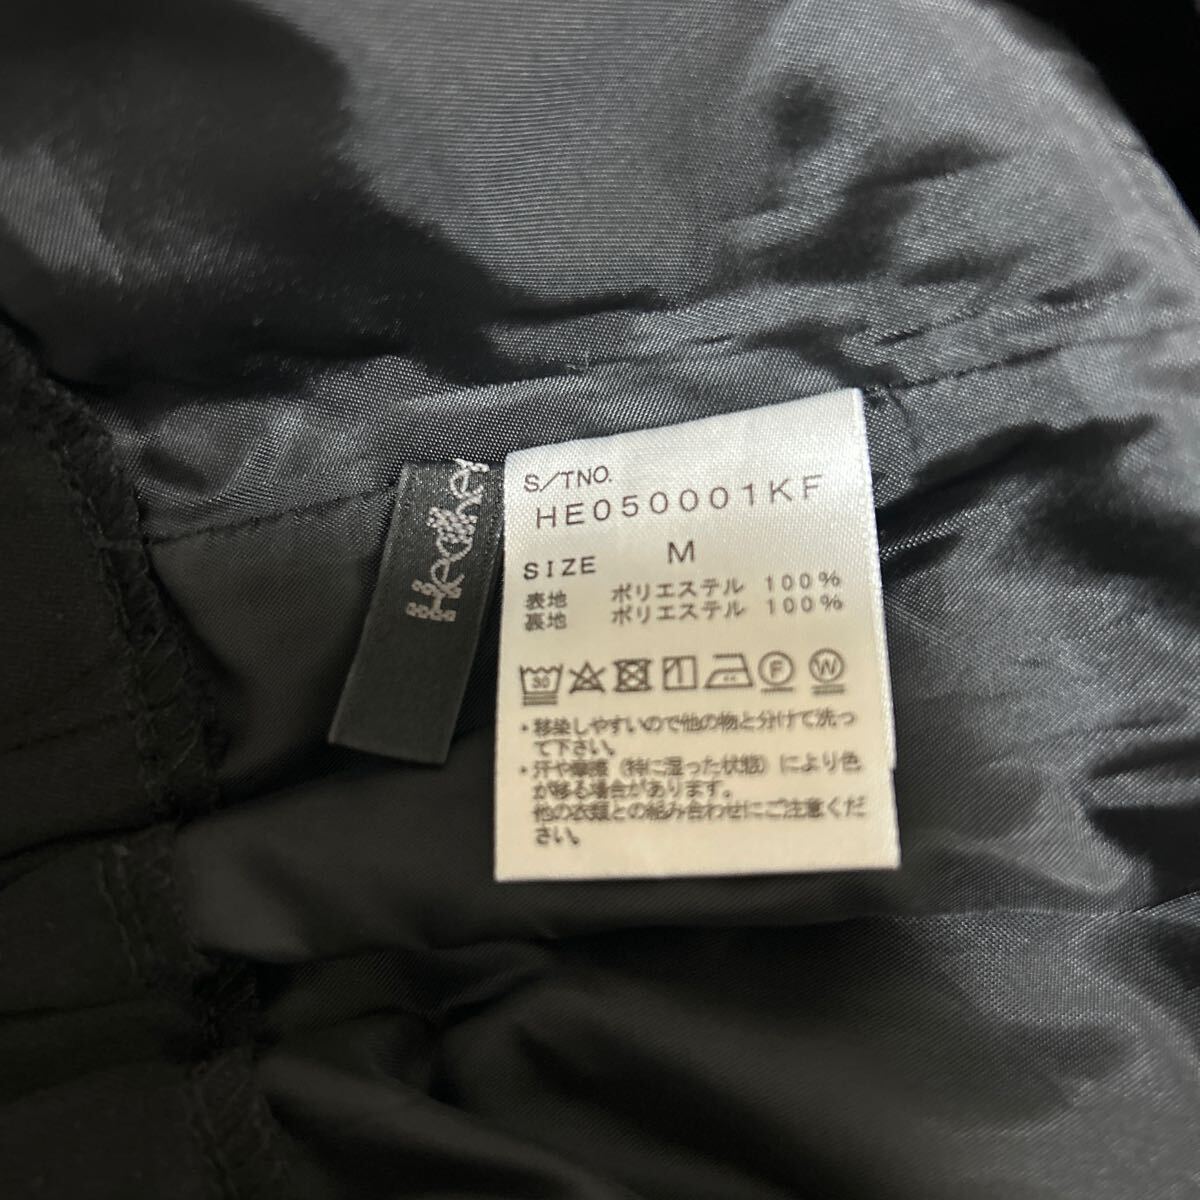 Heather
S/TNO.
HE050001KF
SIZE M
表地 ポリエステル 100%
裏地 ポリエステル 100%
30 F W
・移染しやすいので他の物と分けて洗っ
て下さい。
・汗や摩擦（特に湿った状態）により色
が移る場合があります。
他の衣類との組み合わせにご注意くだ
さい。